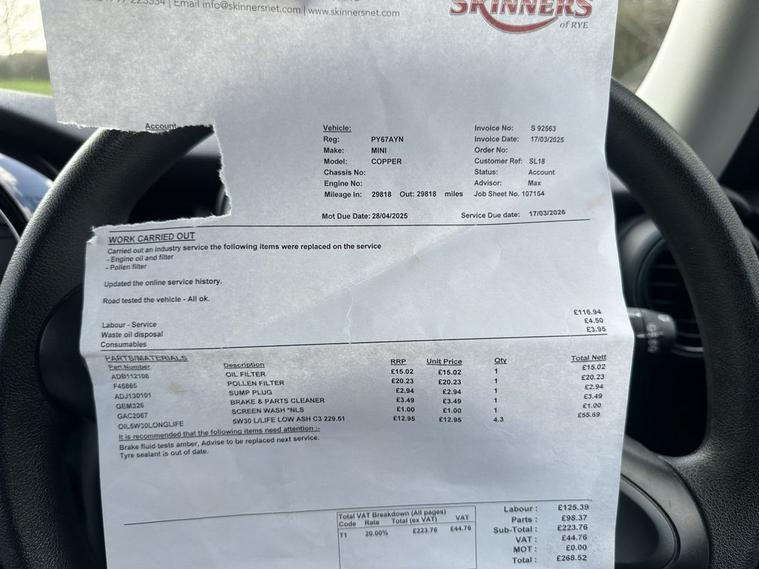 Email info@skinnersnet.com | www.skinnersnet.com
SKINNERS
of RYE
Account
Vehicle:
Reg: PY67AYN
Make: MINI
Model: COPPER
Chassis No:
Engine No:
Mileage In: 29818 Out: 29818 miles
Mot Due Date: 28/04/2025
Invoice No: S 92563
Invoice Date: 17/03/2025
Order No:
Customer Ref: SL18
Status: Account
Advisor: Max
Job Sheet No. 107154
Service Due date: 17/03/2026
WORK CARRIED OUT
Carried out an industry service the following items were replaced on the service
- Engine oil and filter
- Pollen filter
Updated the online service history.
Road tested the vehicle - All ok.
Labour - Service £116.94
Waste oil disposal £4.50
Consumables £3.95
PARTS/MATERIALS
Part Number Description RRP Unit Price Qty Total Nett
ADB112108 OIL FILTER £15.02 £15.02 1 £15.02
F4S865 POLLEN FILTER £20.23 £20.23 1 £20.23
ADJ130101 SUMP PLUG £2.94 £2.94 1 £2.94
GEM326 BRAKE & PARTS CLEANER £3.49 £3.49 1 £3.49
GAC2067 SCREEN WASH *NLS £1.00 £1.00 1 £1.00
OIL5W30LONGLIFE 5W30 L/LIFE LOW ASH C3 229.51 £12.95 £12.95 4.3 £55.69
It is recommended that the following items need attention :-
Brake fluid tests amber, Advise to be replaced next service.
Tyre sealant is out of date.
Total VAT Breakdown (All pages)
Code Rate Total (ex VAT) VAT
T1 20.00% £223.76 £44.76
Labour : £125.39
Parts : £98.37
Sub-Total : £223.76
VAT : £44.76
MOT : £0.00
Total : £268.52